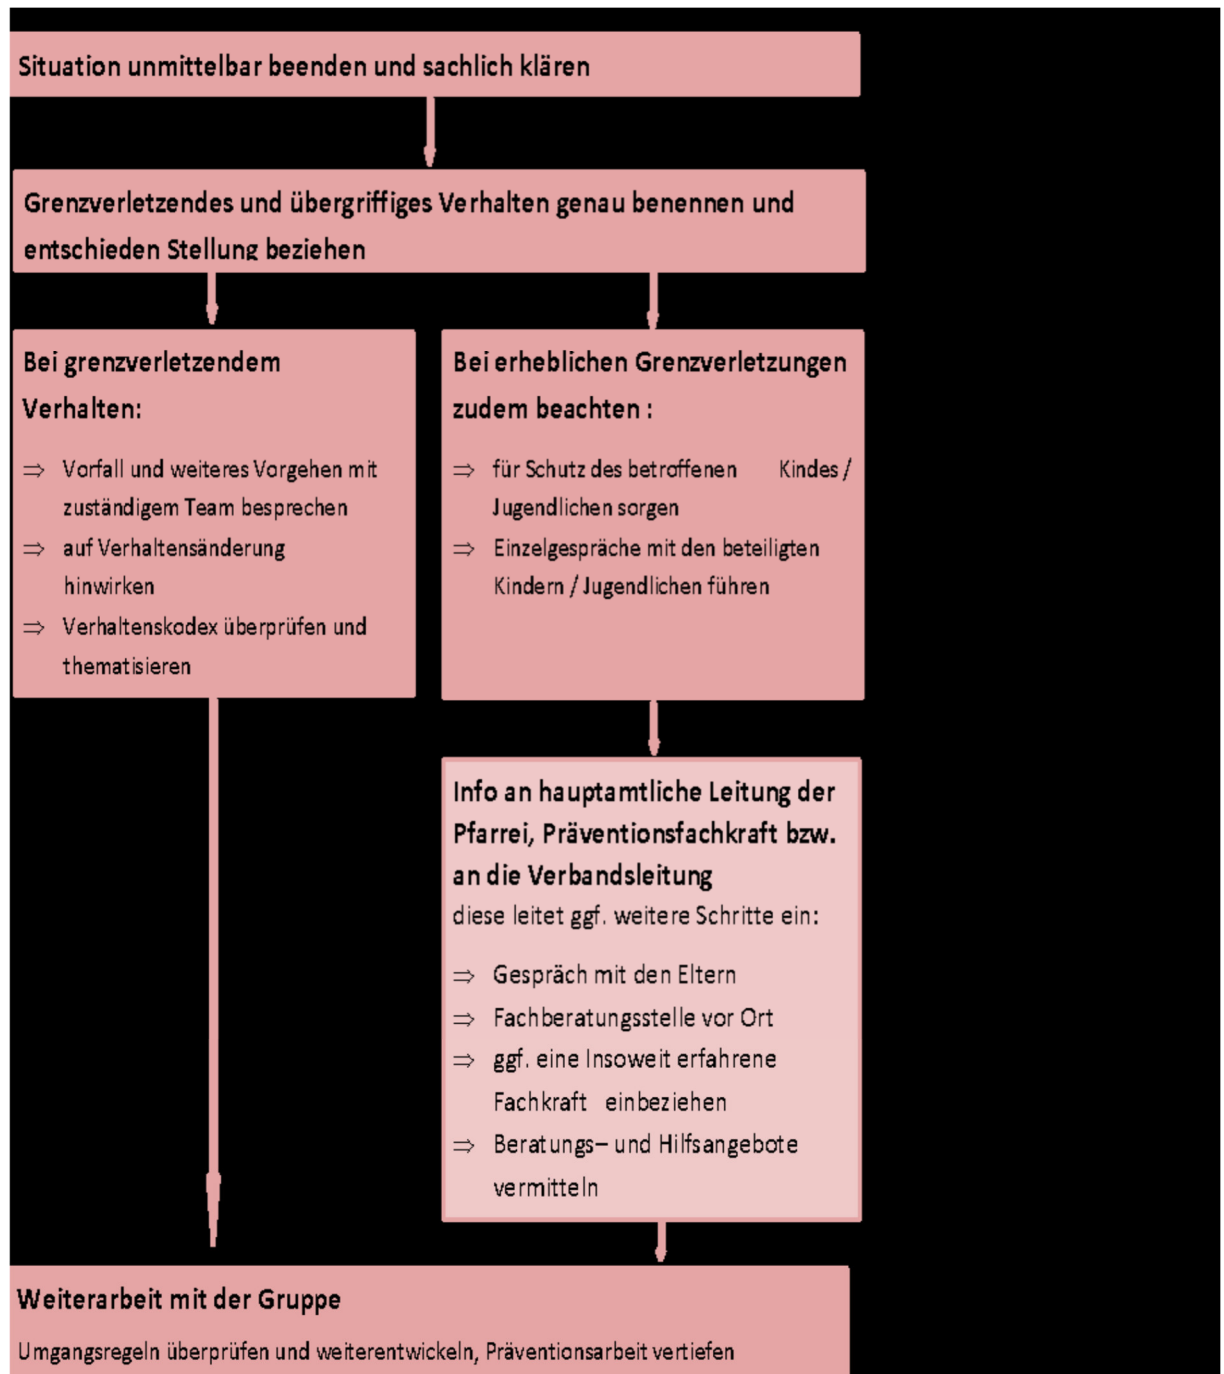 Situation unmittelbar beenden und sachlich klären
Grenzverletzendes und übergriffiges Verhalten genau benennen und
entschieden Stellung beziehen
Bei grenzverletzendem
Verhalten:
⇒ Vorfall und weiteres Vorgehen mit
zuständigem Team besprechen
⇒ auf Verhaltensänderung
hinwirken
⇒ Verhaltenskodex überprüfen und
thematisieren
Bei erheblichen Grenzverletzungen
zudem beachten :
⇒ für Schutz des betroffenen Kindes /
Jugendlichen sorgen
⇒ Einzelgespräche mit den beteiligten
Kindern / Jugendlichen führen
Info an hauptamtliche Leitung der
Pfarrei, Präventionsfachkraft bzw.
an die Verbandsleitung
diese leitet ggf. weitere Schritte ein:
⇒ Gespräch mit den Eltern
⇒ Fachberatungsstelle vor Ort
⇒ ggf. eine Insoweit erfahrene
Fachkraft einbeziehen
⇒ Beratungs– und Hilfsangebote
vermitteln
Weiterarbeit mit der Gruppe
Umgangsregeln überprüfen und weiterentwickeln, Präventionsarbeit vertiefen